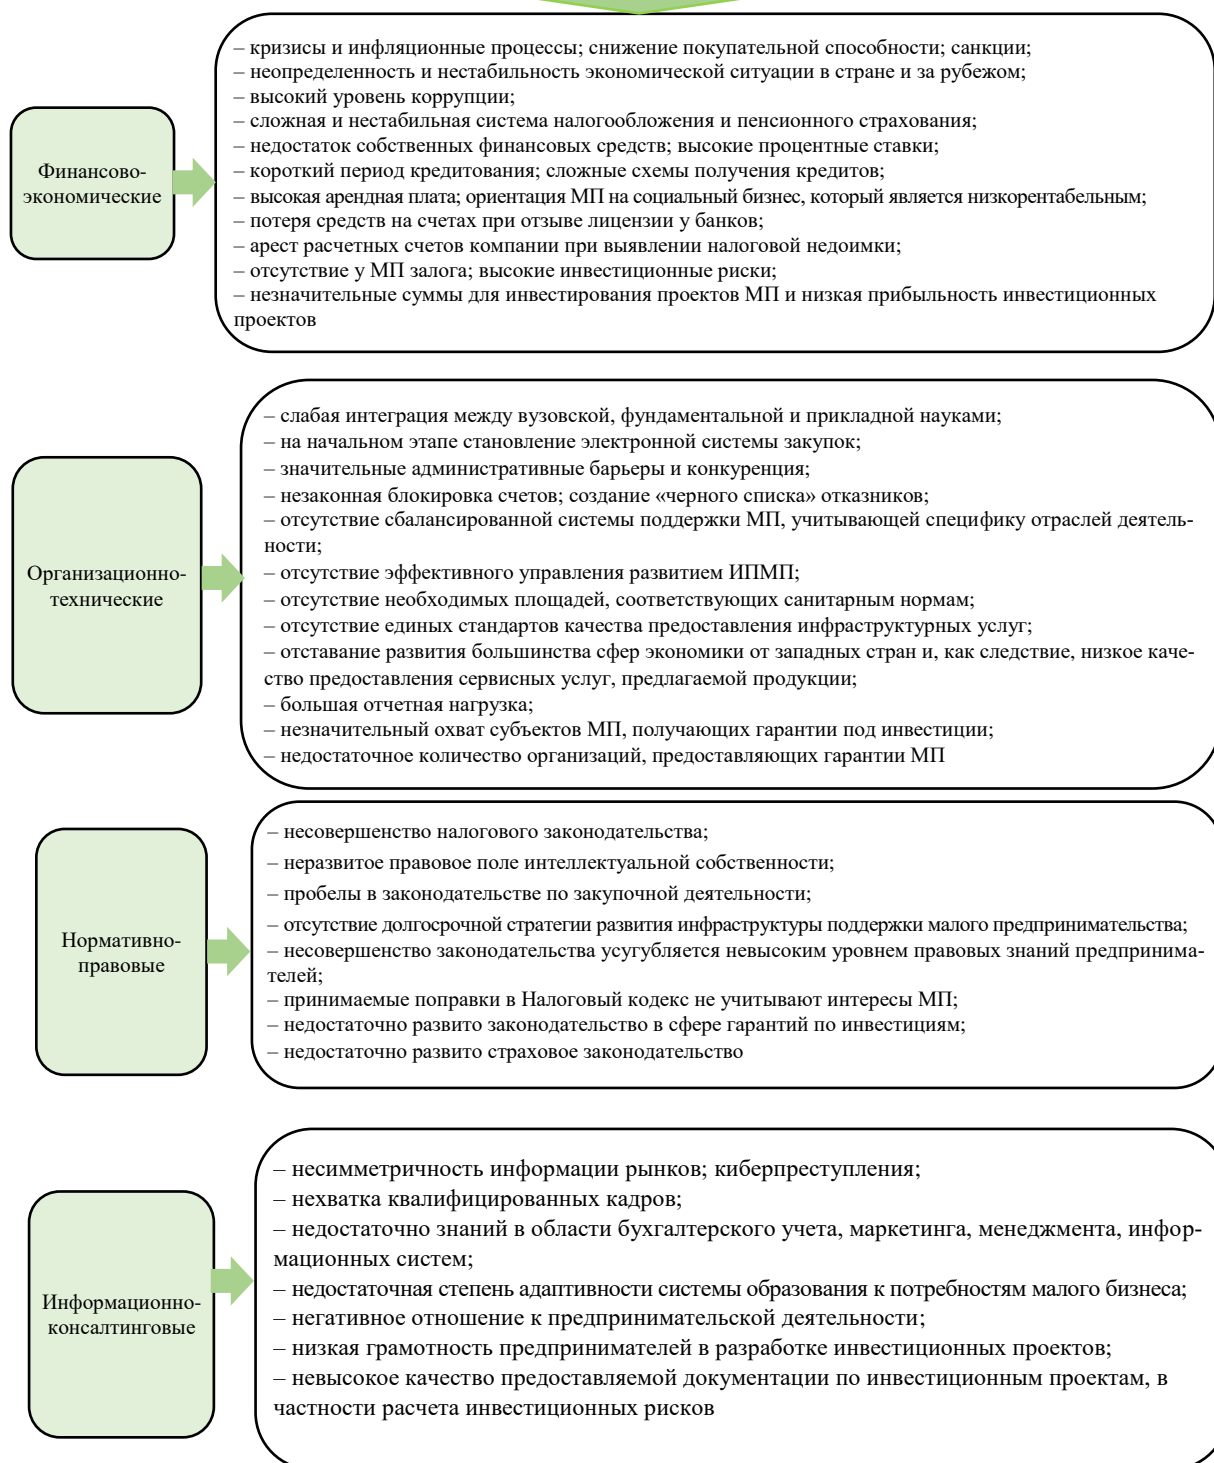 Финансово-
экономические
– кризисы и инфляционные процессы; снижение покупательной способности; санкции;
– неопределенность и нестабильность экономической ситуации в стране и за рубежом;
– высокий уровень коррупции;
– сложная и нестабильная система налогообложения и пенсионного страхования;
– недостаток собственных финансовых средств; высокие процентные ставки;
– короткий период кредитования; сложные схемы получения кредитов;
– высокая арендная плата; ориентация МП на социальный бизнес, который является низкорентабельным;
– потеря средств на счетах при отзыве лицензии у банков;
– арест расчетных счетов компании при выявлении налоговой недоимки;
– отсутствие у МП залога; высокие инвестиционные риски;
– незначительные суммы для инвестирования проектов МП и низкая прибыльность инвестиционных
проектов
Организационно-
технические
– слабая интеграция между вузовской, фундаментальной и прикладной науками;
– на начальном этапе становление электронной системы закупок;
– значительные административные барьеры и конкуренция;
– незаконная блокировка счетов; создание «черного списка» отказников;
– отсутствие сбалансированной системы поддержки МП, учитывающей специфику отраслей деятель-
ности;
– отсутствие эффективного управления развитием ИПМП;
– отсутствие необходимых площадей, соответствующих санитарным нормам;
– отсутствие единых стандартов качества предоставления инфраструктурных услуг;
– отставание развития большинства сфер экономики от западных стран и, как следствие, низкое каче-
ство предоставления сервисных услуг, предлагаемой продукции;
– большая отчетная нагрузка;
– незначительный охват субъектов МП, получающих гарантии под инвестиции;
– недостаточное количество организаций, предоставляющих гарантии МП
Нормативно-
правовые
– несовершенство налогового законодательства;
– неразвитое правовое поле интеллектуальной собственности;
– пробелы в законодательстве по закупочной деятельности;
– отсутствие долгосрочной стратегии развития инфраструктуры поддержки малого предпринимательства;
– несовершенство законодательства усугубляется невысоким уровнем правовых знаний предпринима-
телей;
– принимаемые поправки в Налоговый кодекс не учитывают интересы МП;
– недостаточно развито законодательство в сфере гарантий по инвестициям;
– недостаточно развито страховое законодательство
Информационно-
консалтинговые
– несимметричность информации рынков; киберпреступления;
– нехватка квалифицированных кадров;
– недостаточно знаний в области бухгалтерского учета, маркетинга, менеджмента, инфор-
мационных систем;
– недостаточная степень адаптивности системы образования к потребностям малого бизнеса;
– негативное отношение к предпринимательской деятельности;
– низкая грамотность предпринимателей в разработке инвестиционных проектов;
– невысокое качество предоставляемой документации по инвестиционным проектам, в
частности расчета инвестиционных рисков